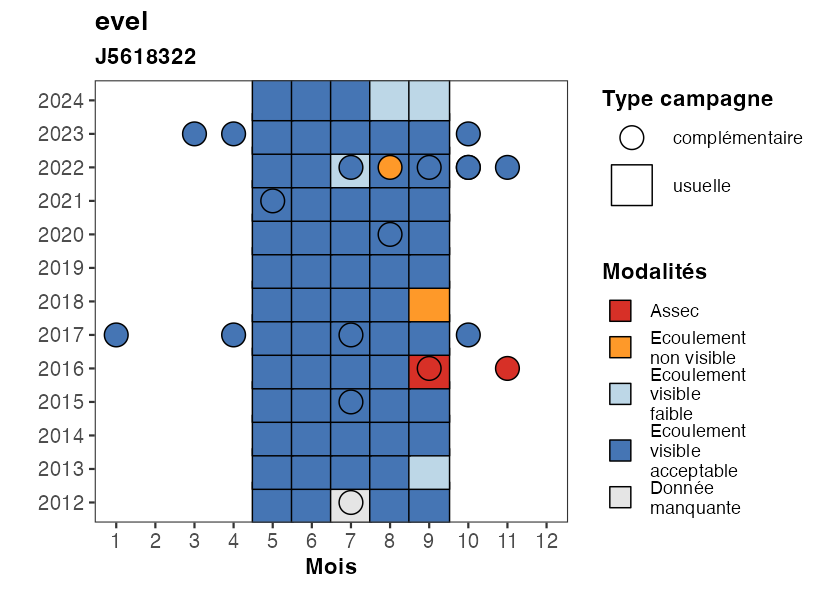 evel
J5618322
2024
2023
2022
2021
2020
2019
2018
2017
2016
2015
2014
2013
2012
1 2 3 4 5 6 7 8 9 10 11 12
Mois
Type campagne
complémentaire
usuelle
Modalités
Assec
Ecoulement
non visible
Ecoulement
visible
faible
Ecoulement
visible
acceptable
Donnée
manquante